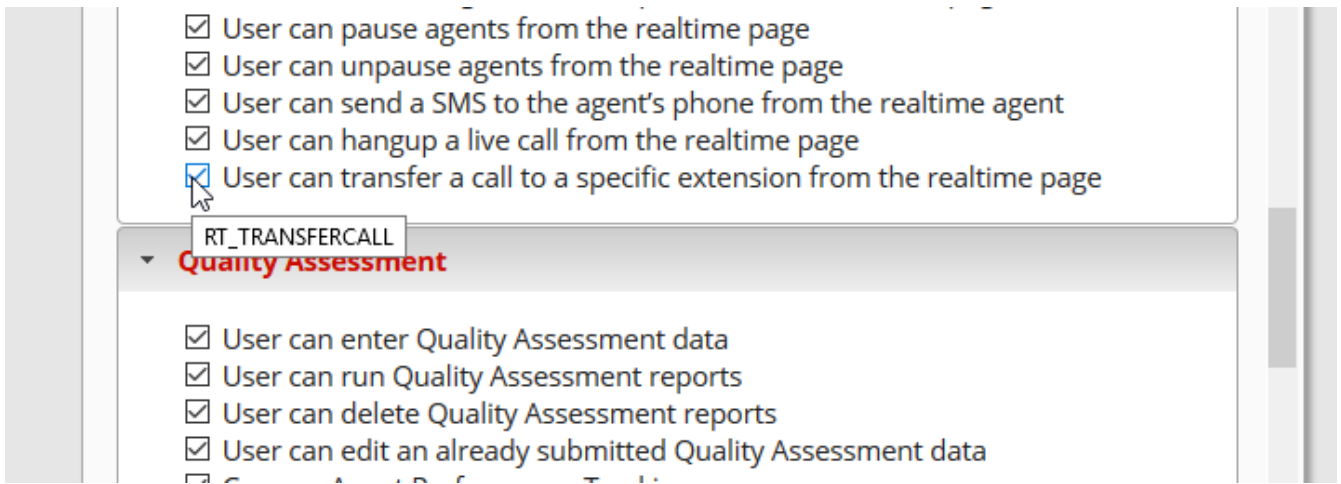 User can pause agents from the realtime page
User can unpause agents from the realtime page
User can send a SMS to the agent’s phone from the realtime agent
User can hangup a live call from the realtime page
User can transfer a call to a specific extension from the realtime page
RT_TRANSFERCALL
Quality Assessment
User can enter Quality Assessment data
User can run Quality Assessment reports
User can delete Quality Assessment reports
User can edit an already submitted Quality Assessment data